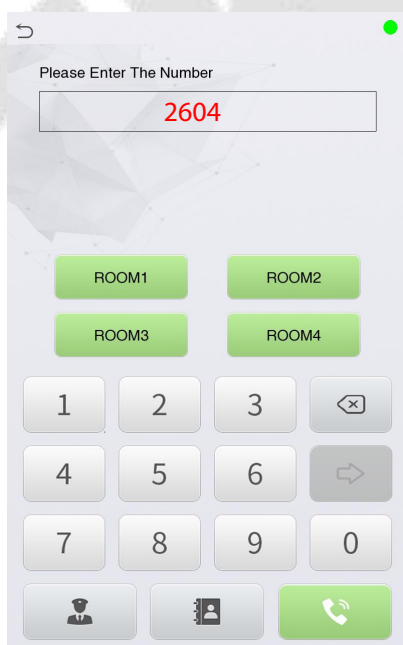 Please Enter The Number
2604
ROOM1 ROOM2
ROOM3 ROOM4
1 2 3
4 5 6
7 8 9 0